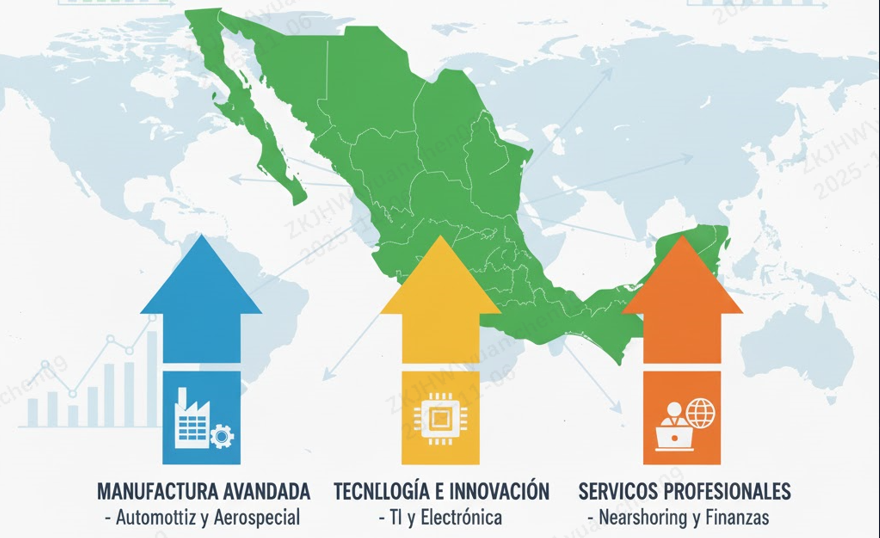 MANUFACTURA AVANDADA
- Automottiz y Aerospecial
TECNLLOGÍA E INNOVACIÓN
- TI y Electrónica
SERVICOS PROFESIONALES
- Nearshoring y Finanzas